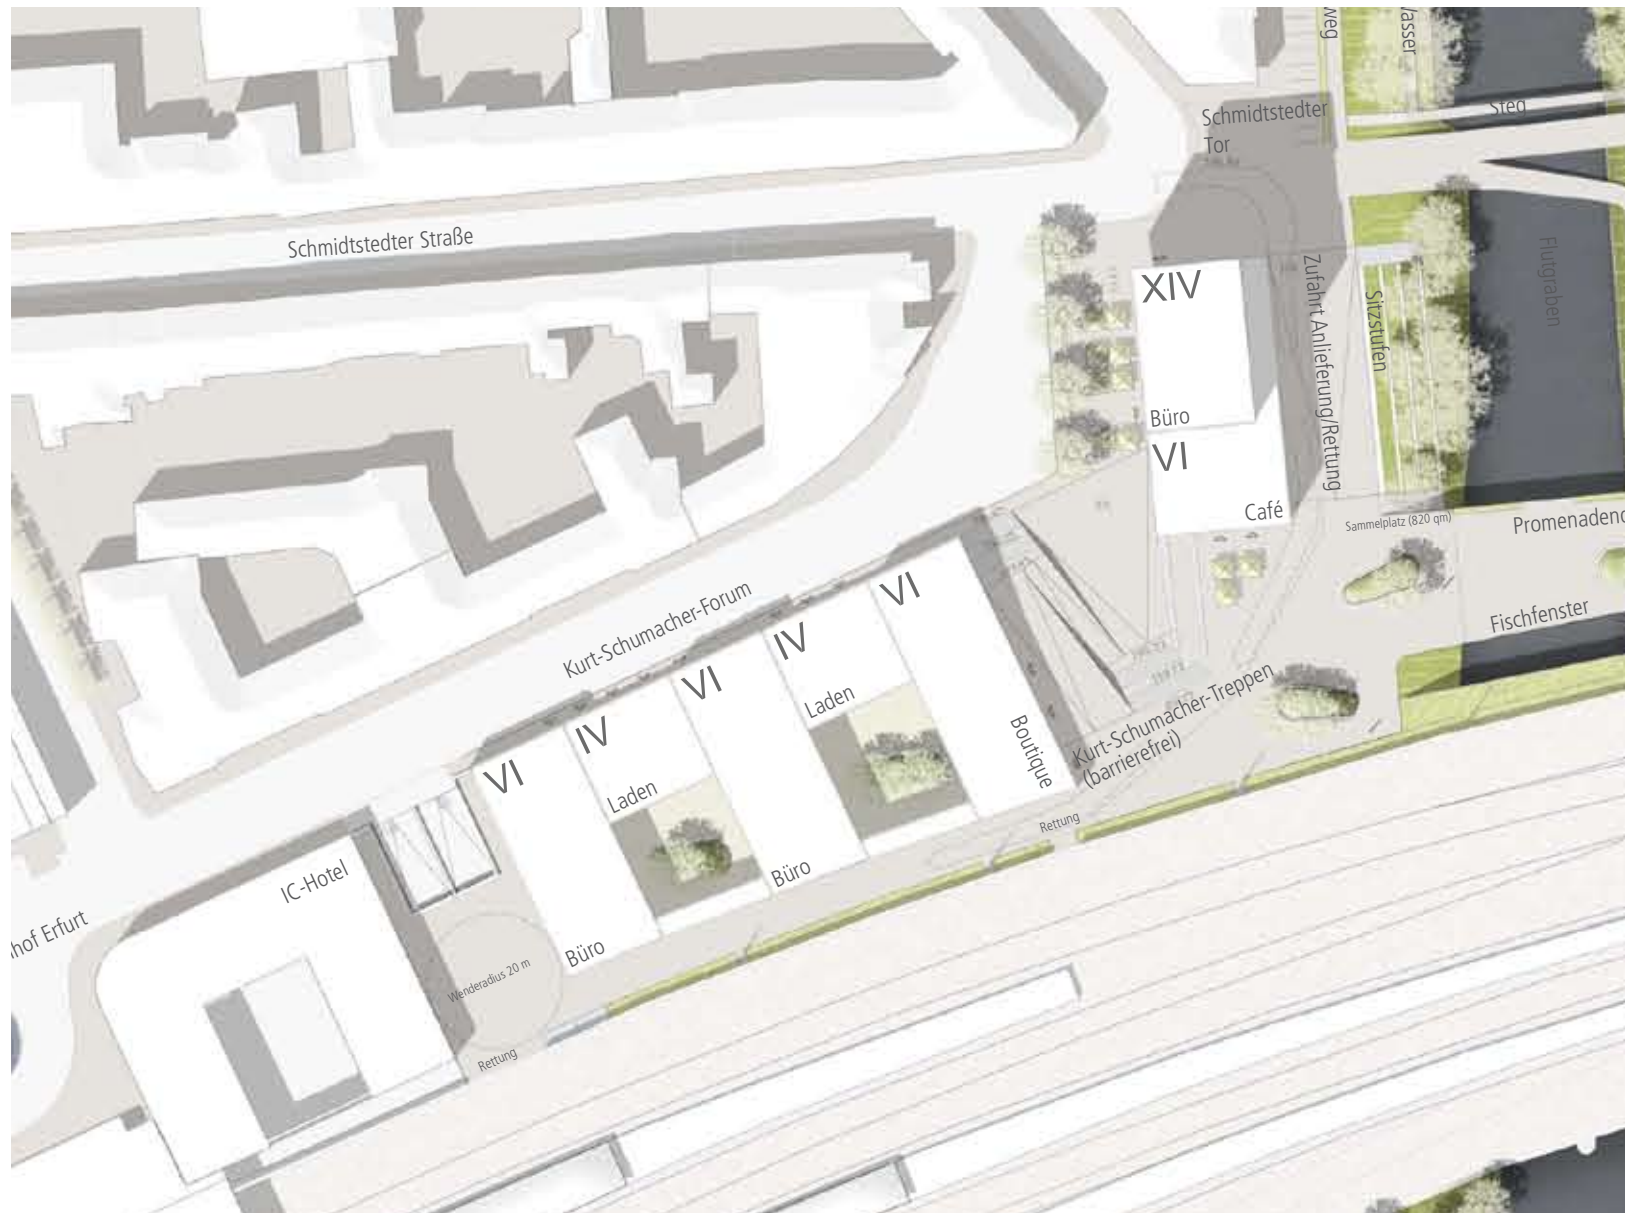 weg
Schmidtstedter
Tor
Steg
Schmidtstedter Straße
Flutgraben
XIV
Zufahrt Anlieferung/Rettung
Sitzstufen
Büro
VI
Café
Sammelplatz (820 qm)
Fischfenster
Kurt-Schumacher-Forum
VI
IV
VI
IV
VI
Laden
Laden
Boutique
Kurt-Schumacher-Treppen
(barrierefrei)
Rettung
Büro
Büro
IC-Hotel
hof Erfurt
Wenderadius 20 m
Rettung